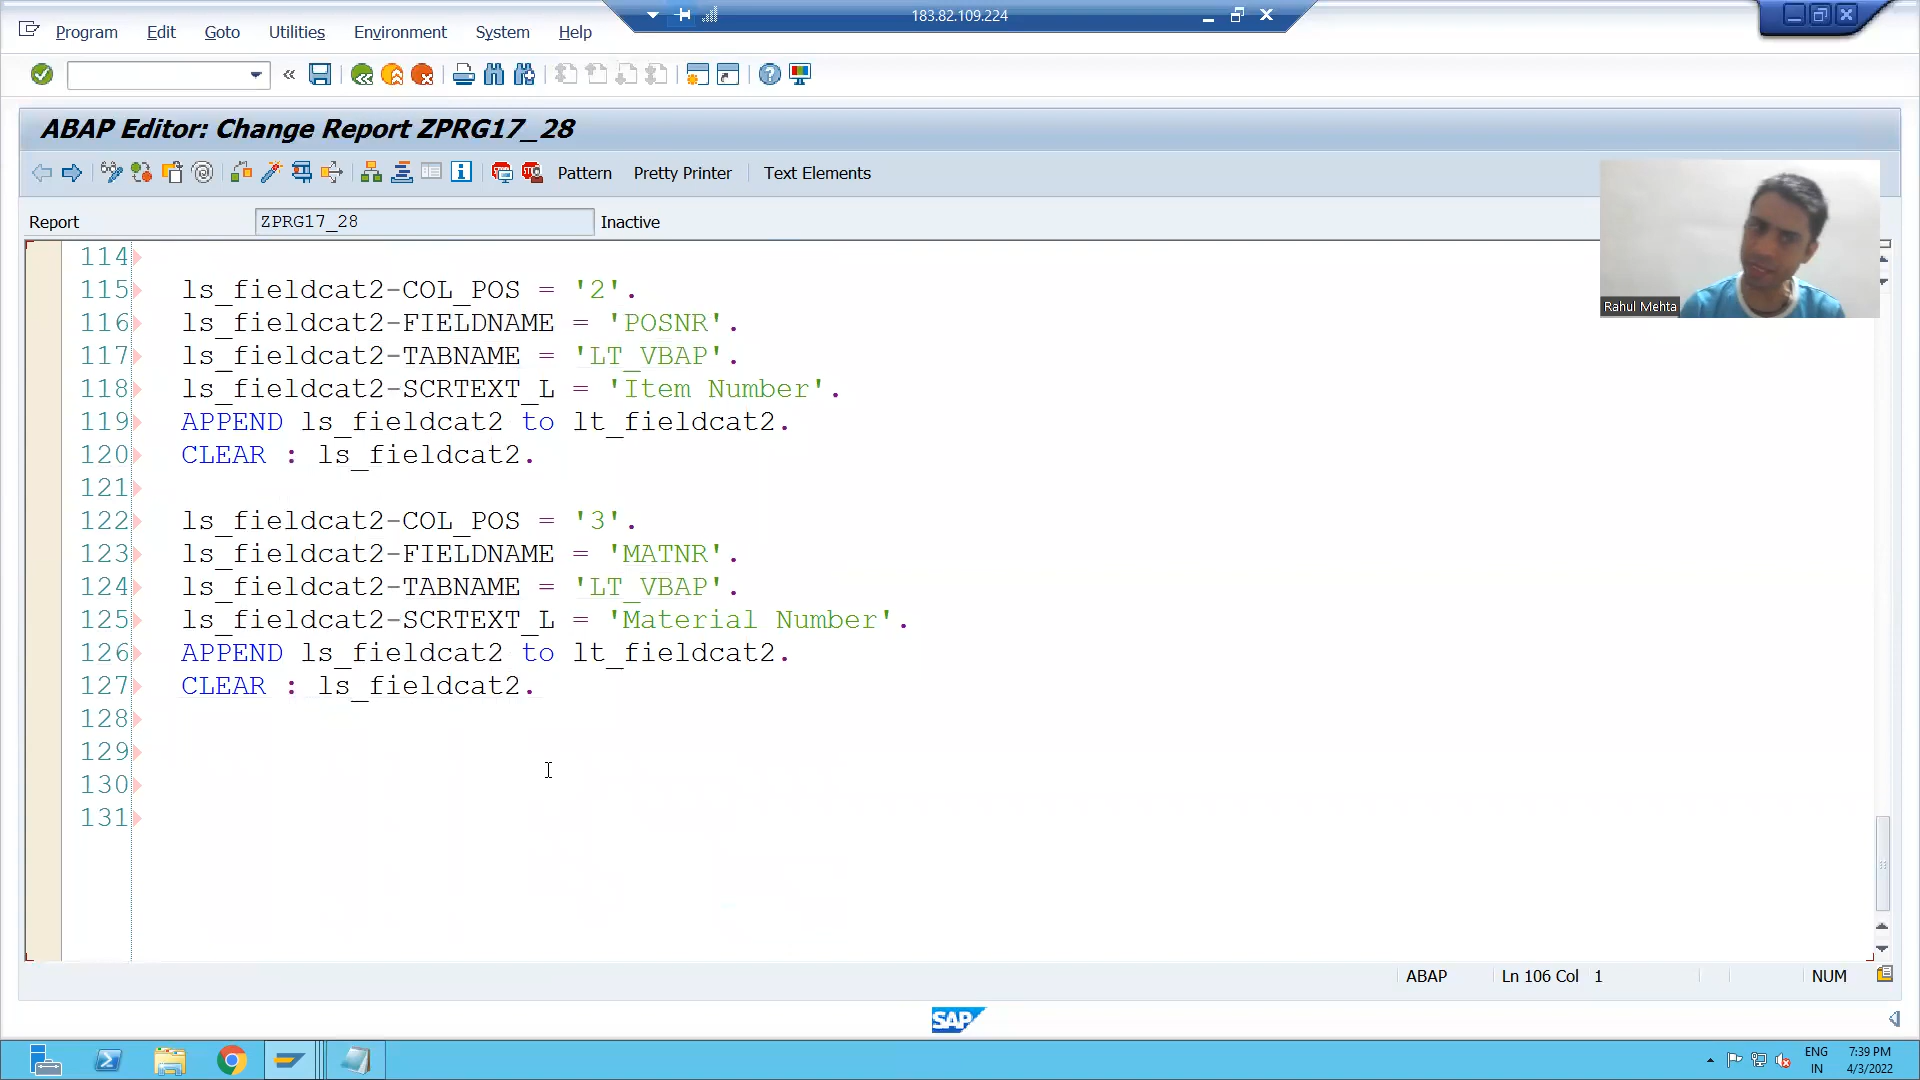 183.82.109.224
Program Edit Goto Utilities Environment System Help
ABAP Editor: Change Report ZPRG17_28
Pattern Pretty Printer Text Elements
Report ZPRG17_28 Inactive
Rahul Mehta
114
115 ls_fieldcat2-COL_POS = '2'.
116 ls_fieldcat2-FIELDNAME = 'POSNR'.
117 ls_fieldcat2-TABNAME = 'LT_VBAP'.
118 ls_fieldcat2-SCRTEXT_L = 'Item Number'.
119 APPEND ls_fieldcat2 to lt_fieldcat2.
120 CLEAR : ls_fieldcat2.
121
122 ls_fieldcat2-COL_POS = '3'.
123 ls_fieldcat2-FIELDNAME = 'MATNR'.
124 ls_fieldcat2-TABNAME = 'LT_VBAP'.
125 ls_fieldcat2-SCRTEXT_L = 'Material Number'.
126 APPEND ls_fieldcat2 to lt_fieldcat2.
127 CLEAR : ls_fieldcat2.
128
129
130
131
ABAP Ln 106 Col 1 NUM
SAP
ENG 7:39 PM
IN 4/3/2022